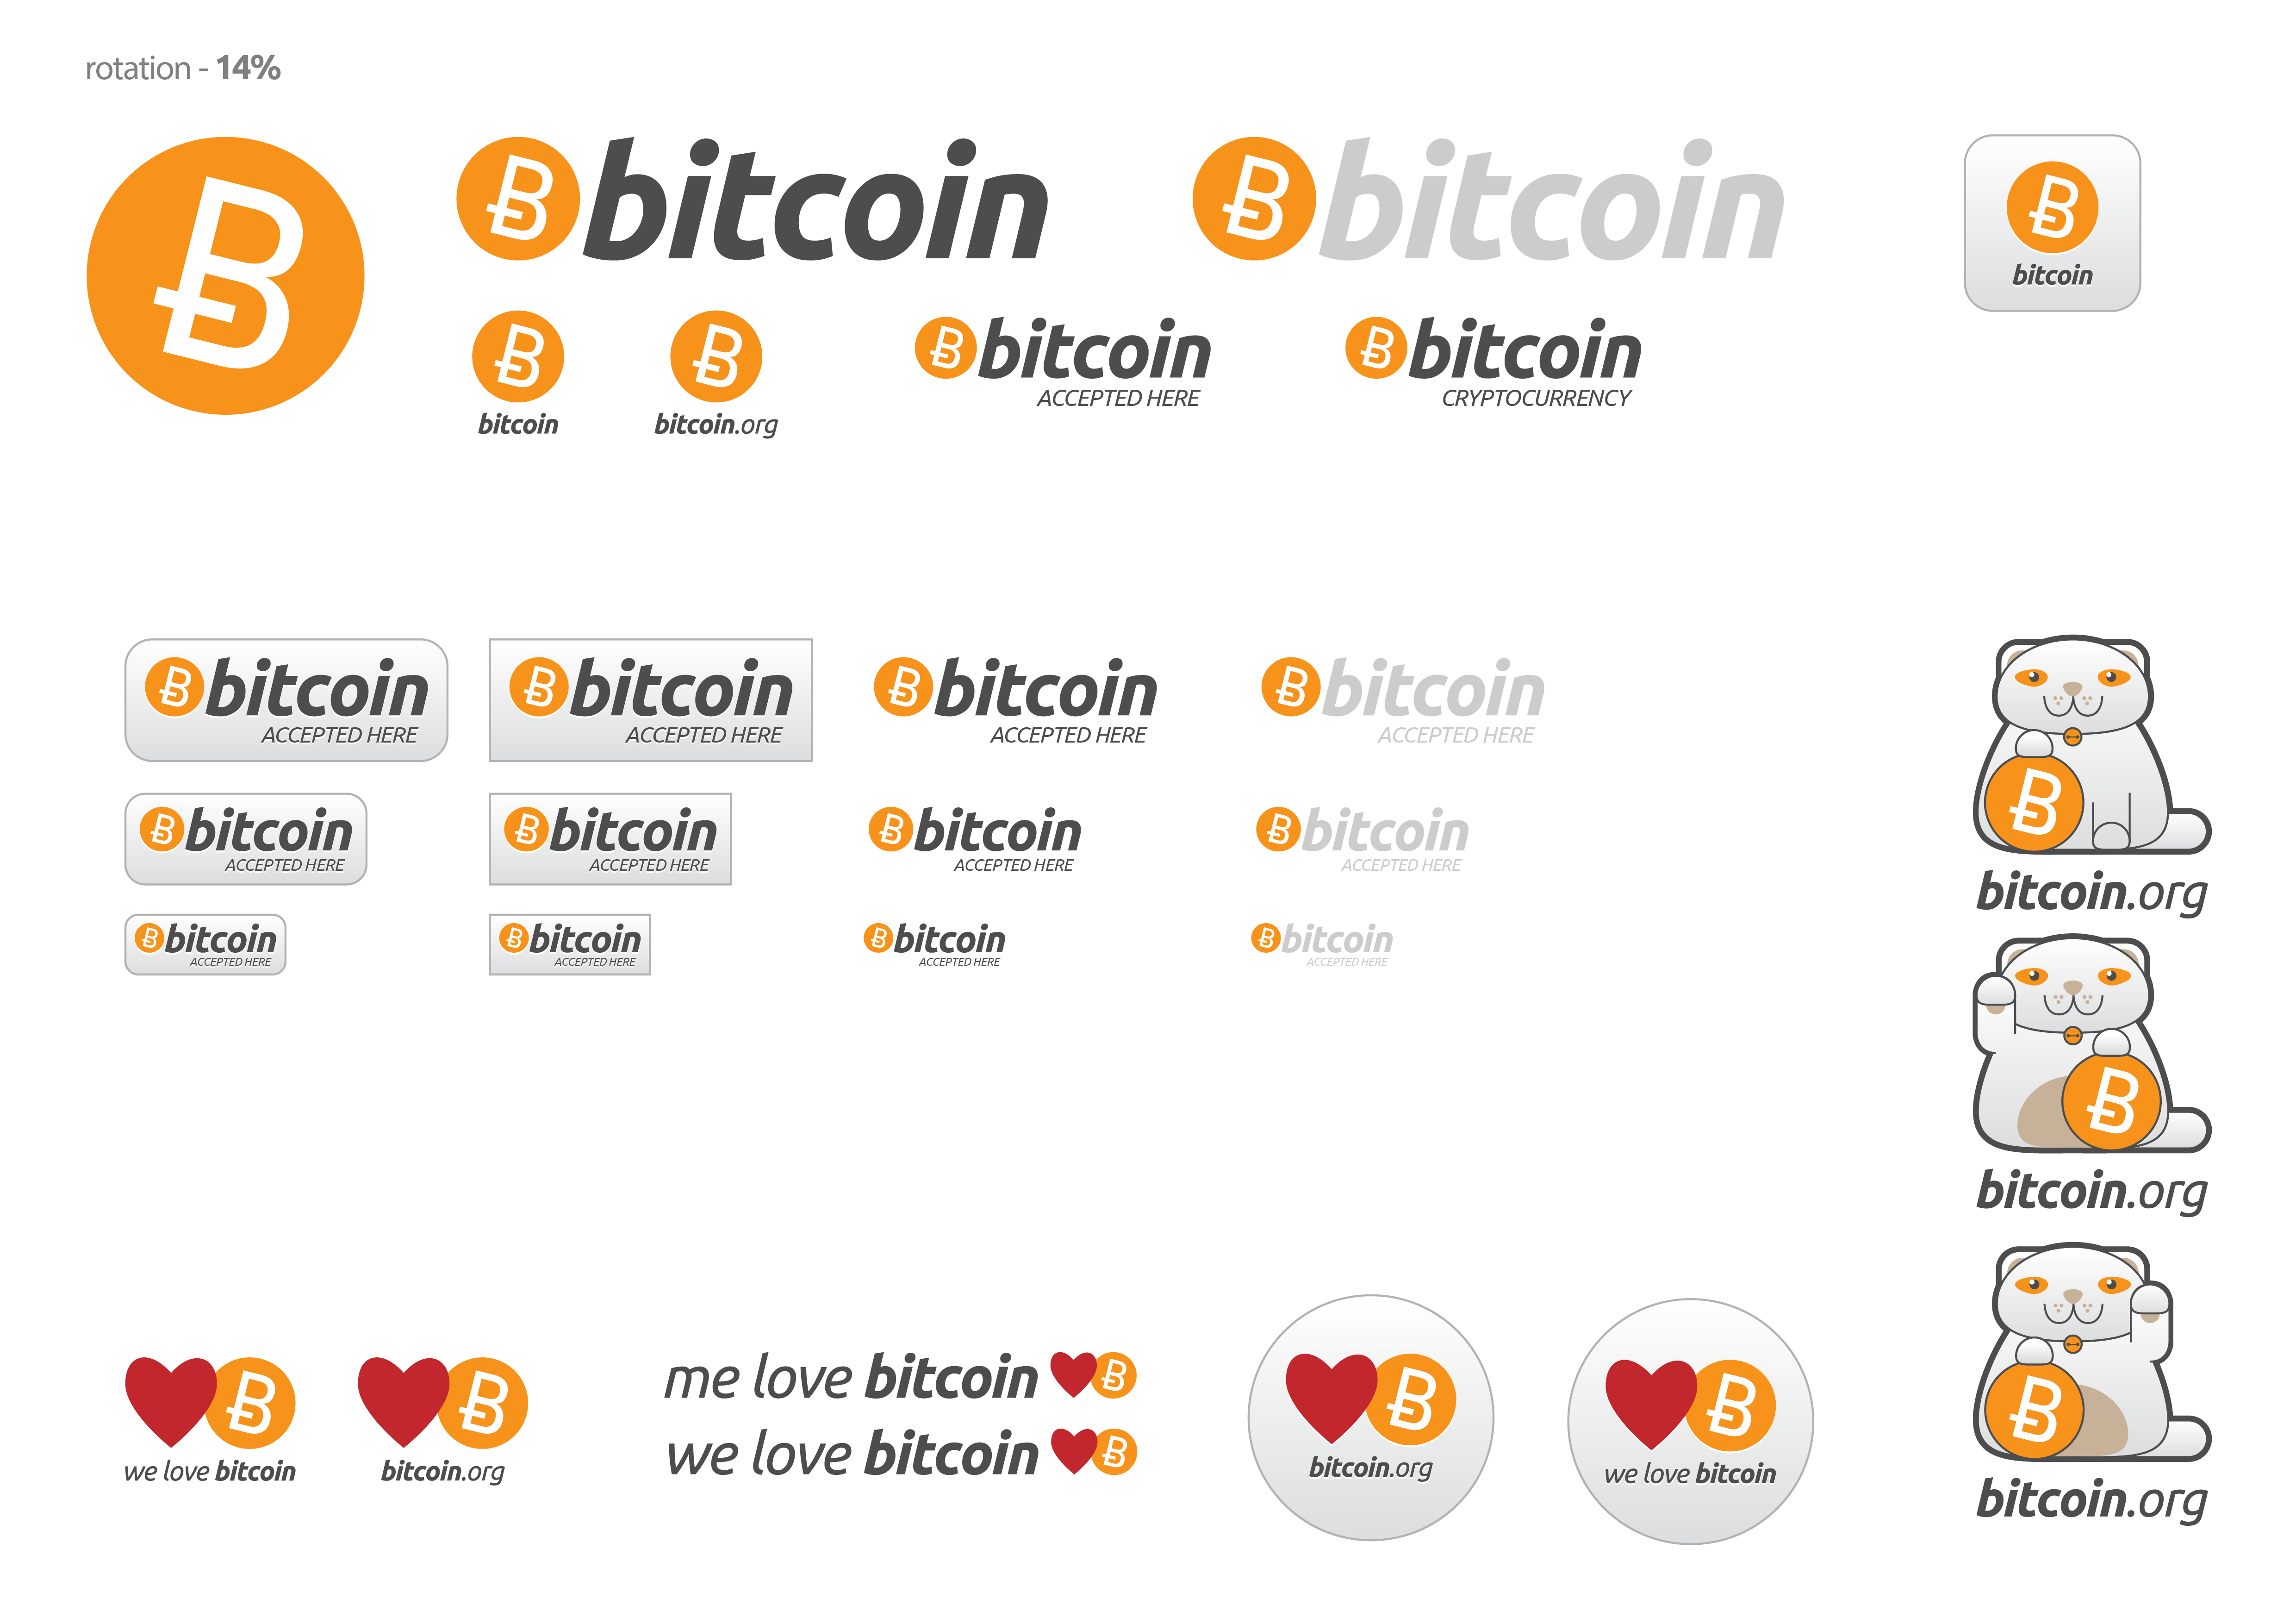 rotation - 14%
bitcoin
bitcoin
bitcoin
bitcoin
bitcoin.org
bitcoin
ACCEPTED HERE
bitcoin
CRYPTOCURRENCY
bitcoin
ACCEPTED HERE
bitcoin
ACCEPTED HERE
bitcoin
ACCEPTED HERE
bitcoin
ACCEPTED HERE
bitcoin
ACCEPTED HERE
bitcoin
ACCEPTED HERE
bitcoin
ACCEPTED HERE
bitcoin
ACCEPTED HERE
bitcoin
ACCEPTED HERE
bitcoin
ACCEPTED HERE
bitcoin
ACCEPTED HERE
bitcoin
ACCEPTED HERE
bitcoin.org
bitcoin.org
we love bitcoin
bitcoin.org
me love bitcoin
we love bitcoin
bitcoin.org
we love bitcoin
bitcoin.org